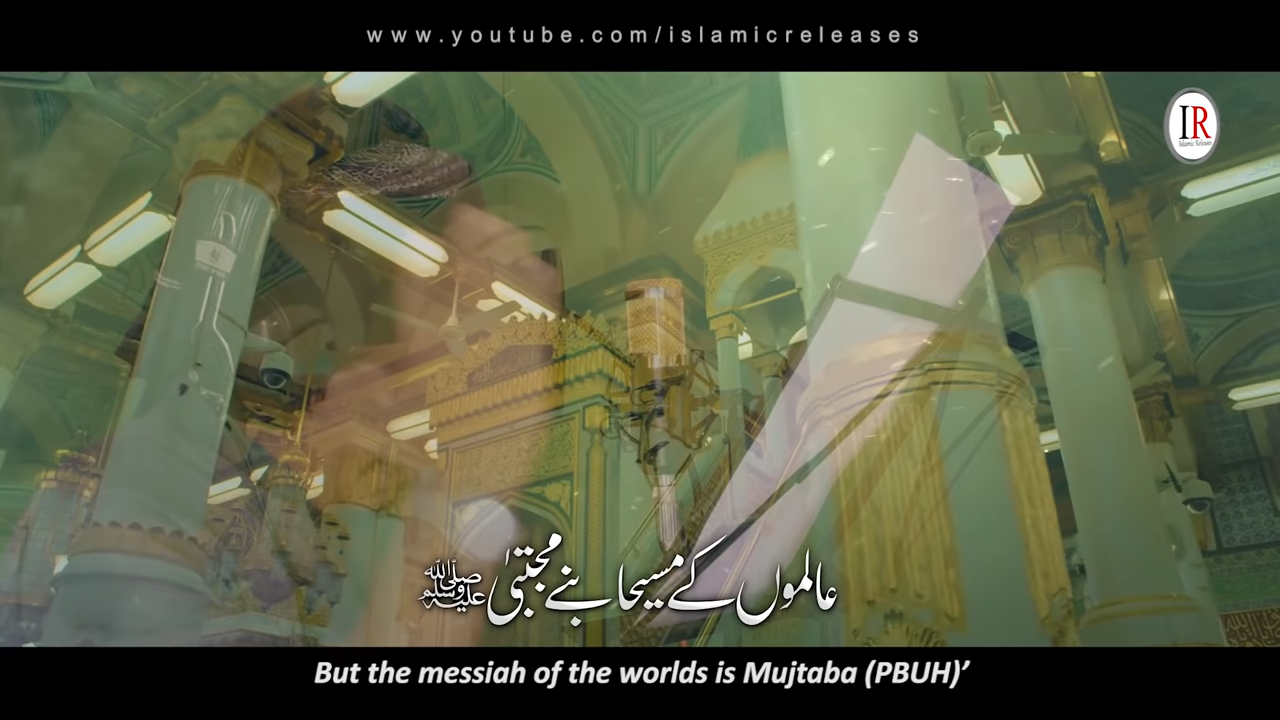 www.youtube.com/islamicreleases
IR
Islamic Releases
عالموں کے مسیحا بنے مجتبیٰ ﷺ
But the messiah of the worlds is Mujtaba (PBUH)’